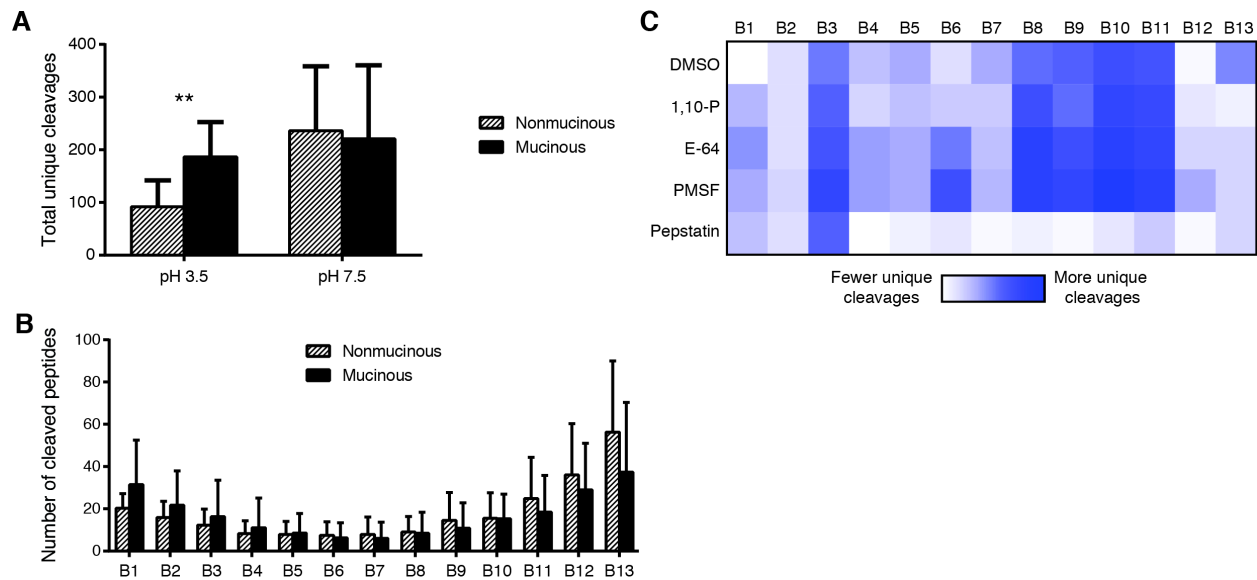 A
Total unique cleavages
400
300
200
100
0
**
pH 3.5
pH 7.5
Nonmucinous
Mucinous
B
Number of cleaved peptides
100
80
60
40
20
0
Nonmucinous
Mucinous
B1 B2 B3 B4 B5 B6 B7 B8 B9 B10 B11 B12 B13
C
B1 B2 B3 B4 B5 B6 B7 B8 B9 B10 B11 B12 B13
DMSO
1,10-P
E-64
PMSF
Pepstatin
Fewer unique
cleavages
More unique
cleavages